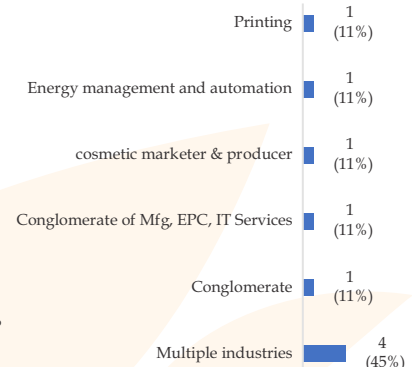 Printing
1
(11%)
Energy management and automation
1
(11%)
cosmetic marketer & producer
1
(11%)
Conglomerate of Mfg, EPC, IT Services
1
(11%)
Conglomerate
1
(11%)
Multiple industries
4
(45%)